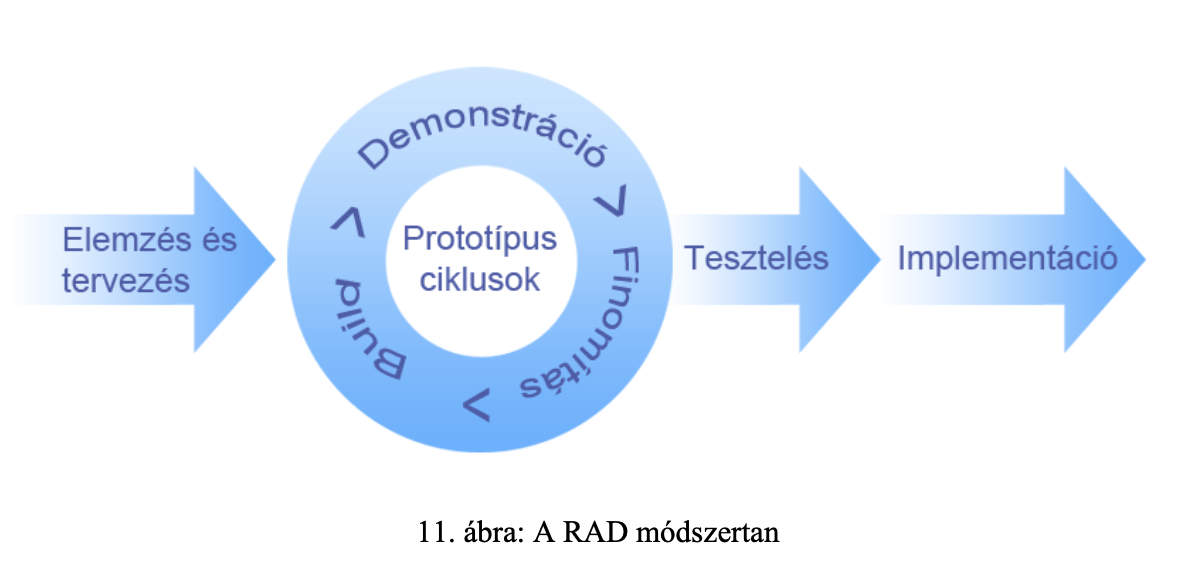 Elemzés és
tervezés
Demonstráció
>
Finomítás
>
Build
>
Prototípus
ciklusok
Tesztelés
Implementáció
11. ábra: A RAD módszertan